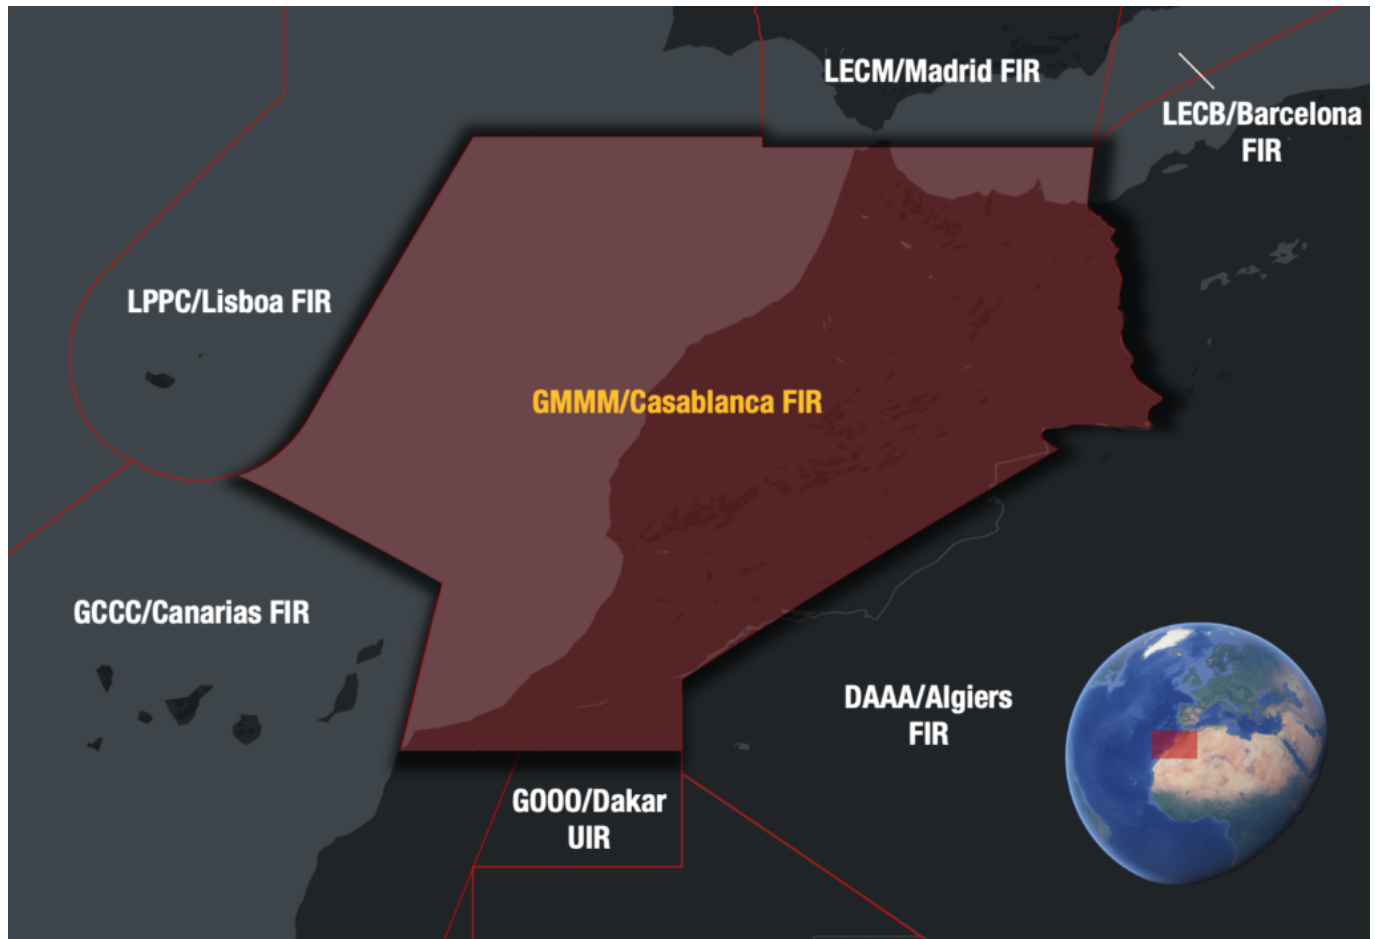 LECM/Madrid FIR
LECB/Barcelona
FIR
LPPC/Lisboa FIR
GMMM/Casablanca FIR
GCCC/Canarias FIR
DAAA/Algiers
FIR
GOOO/Dakar
UIR